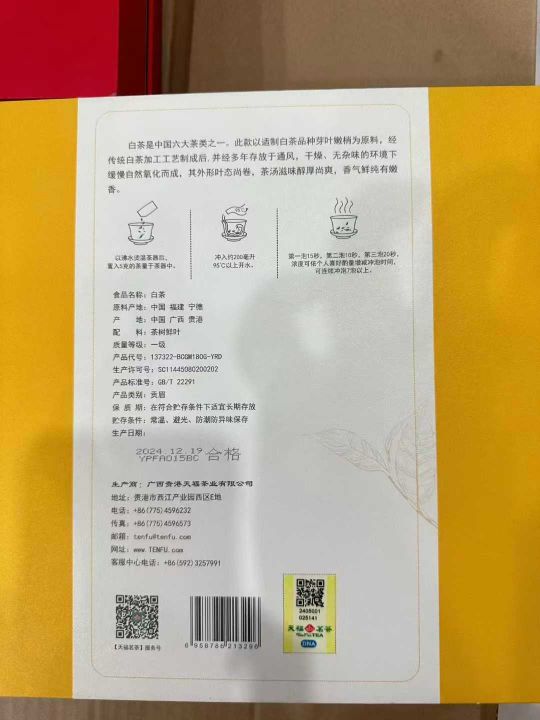 白茶是中国六大茶类之一。此款以适制白茶品种芽叶嫩梢为原料，经
传统白茶加工工艺制成后，并经多年存放于通风、干燥、无杂味的环境下
缓慢自然氧化而成，其外形叶态尚卷，茶汤滋味醇厚尚爽，香气鲜纯有嫩
香。
以沸水烫温茶器后，
置入5克的茶量于茶器中。
冲入约200毫升
95℃以上开水。
第一泡15秒，第二泡10秒，第三泡20秒，
浓度可依个人喜好酌量增减冲泡时间，
可连续冲泡7泡以上。
食品名称：白茶
原料产地：中国 福建 宁德
产 地：中国 广西 贵港
配 料：茶树鲜叶
质量等级：一级
产品代号：137322-BCGM180G-YRD
生产许可号：SC11445080200202
产品标准号：GB/T 22291
产品类别：贡眉
保 质 期：在符合贮存条件下适宜长期存放
贮存条件：常温、避光、防潮防异味保存
生产日期：
2024.12.19
YPFA015BC 合格
生产商：广西贵港天福茶业有限公司
地址：贵港市西江产业园西区E地
电话：+86(775)4596232
传真：+86(775)4596573
邮箱：tenfu@tenfu.com
网址：www.TENFU.com
客服中心电话：+86(592)3257991
【天福茗茶】服务号
6 958786 213296
2405001
025141
天福茗茶
TenFu's TEA
DNA